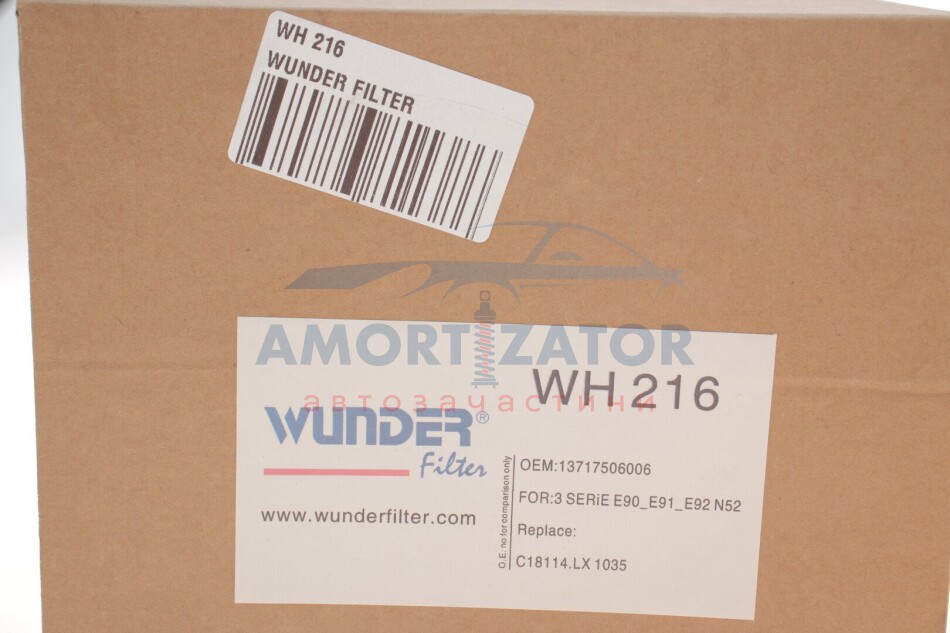 WH 216
WUNDER FILTER
AMORTIZATOR
автозапчастини
WH 216
WUNDER®
Filter
www.wunderfilter.com
O.E. no for comparison only
OEM:13717506006
FOR:3 SERiE E90_E91_E92 N52
Replace:
C18114.LX 1035